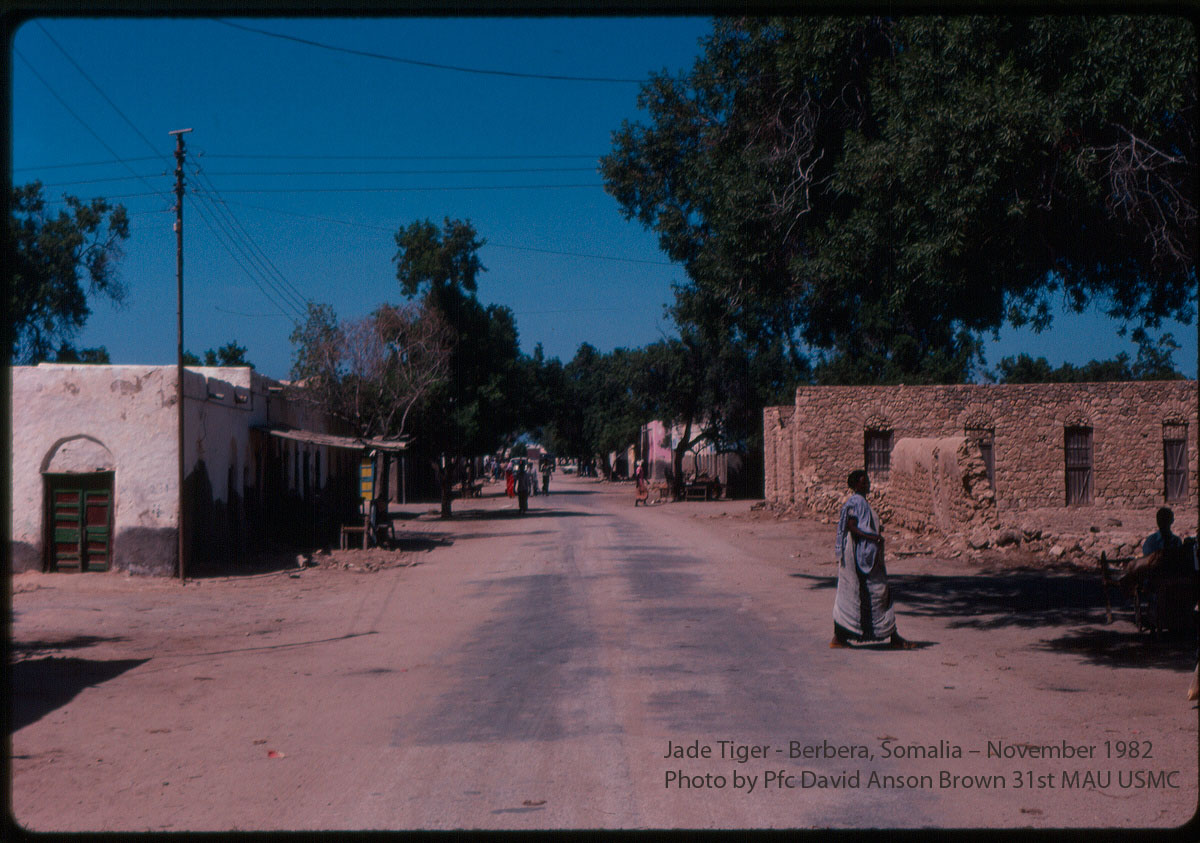 Jade Tiger - Berbera, Somalia – November 1982
Photo by Pfc David Anson Brown 31st MAU USMC